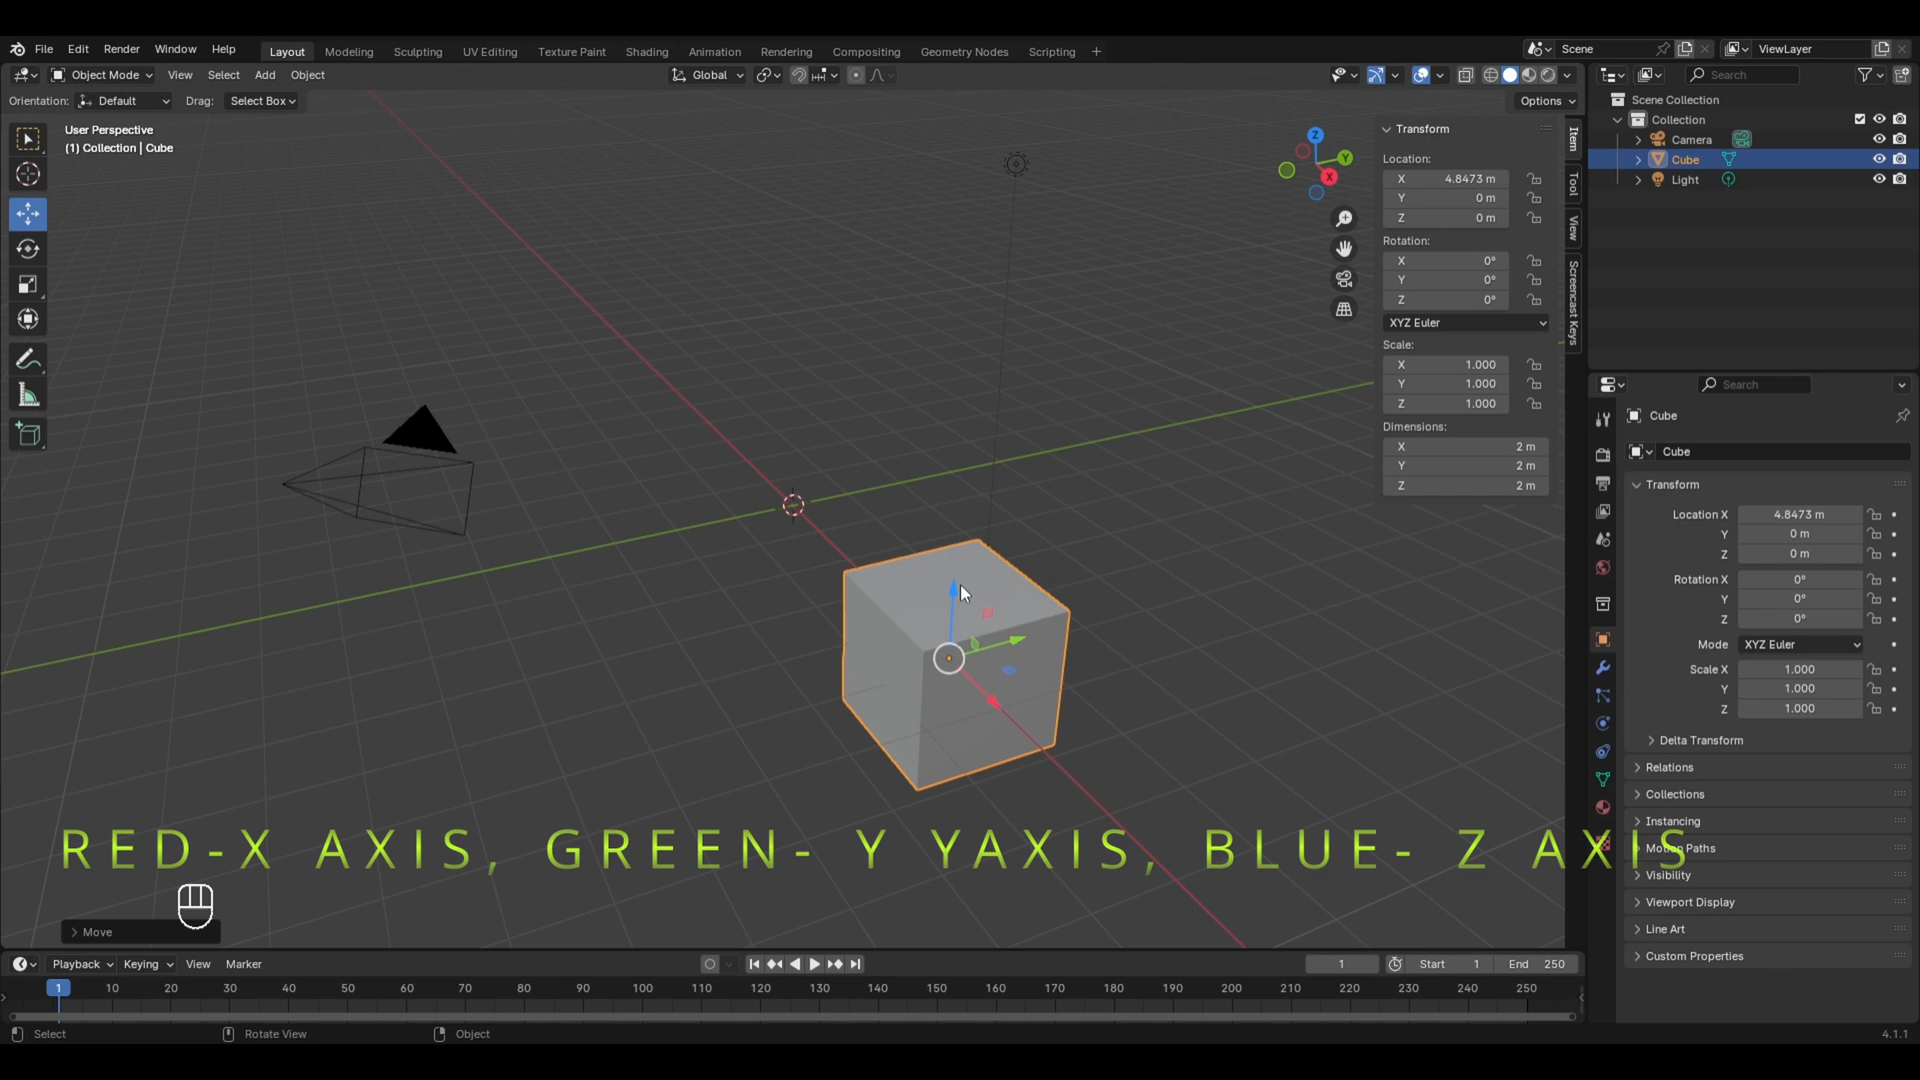 File Edit Render Window Help Layout Modeling Sculpting UV Editing Texture Paint Shading Animation Rendering Compositing Geometry Nodes Scripting + Scene ViewLayer
Object Mode View Select Add Object Global Search
Orientation: Default Drag: Select Box Options
User Perspective
(1) Collection | Cube
Z
Y
X
Transform
Location:
X 4.8473 m
Y 0 m
Z 0 m
Rotation:
X 0°
Y 0°
Z 0°
XYZ Euler
Scale:
X 1.000
Y 1.000
Z 1.000
Dimensions:
X 2 m
Y 2 m
Z 2 m
Item
Tool
View
Screencast Keys
Scene Collection
Collection
Camera
Cube
Light
Search
Cube
Cube
Transform
Location X 4.8473 m
Y 0 m
Z 0 m
Rotation X 0°
Y 0°
Z 0°
Mode XYZ Euler
Scale X 1.000
Y 1.000
Z 1.000
Delta Transform
Relations
Collections
Instancing
Motion Paths
Visibility
Viewport Display
Line Art
Custom Properties
RED-X AXIS, GREEN- Y YAXIS, BLUE- Z AXIS
Move
Playback Keying View Marker 1 Start 1 End 250
1 10 20 30 40 50 60 70 80 90 100 110 120 130 140 150 160 170 180 190 200 210 220 230 240 250
Select Rotate View Object 4.1.1